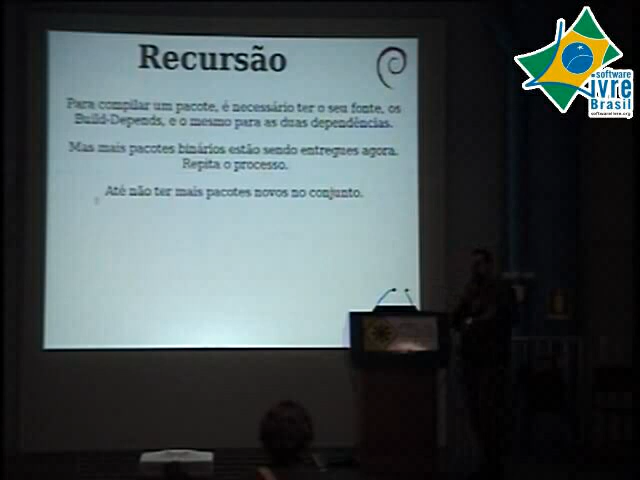 Recursão
Para compilar um pacote, é necessário ter o seu fonte, os
Build-Depends, e o mesmo para as duas dependências.
Mas mais pacotes binários estão sendo entregues agora.
Repita o processo.
Até não ter mais pacotes novos no conjunto.
software
livre
Brasil
softwarelivre.org